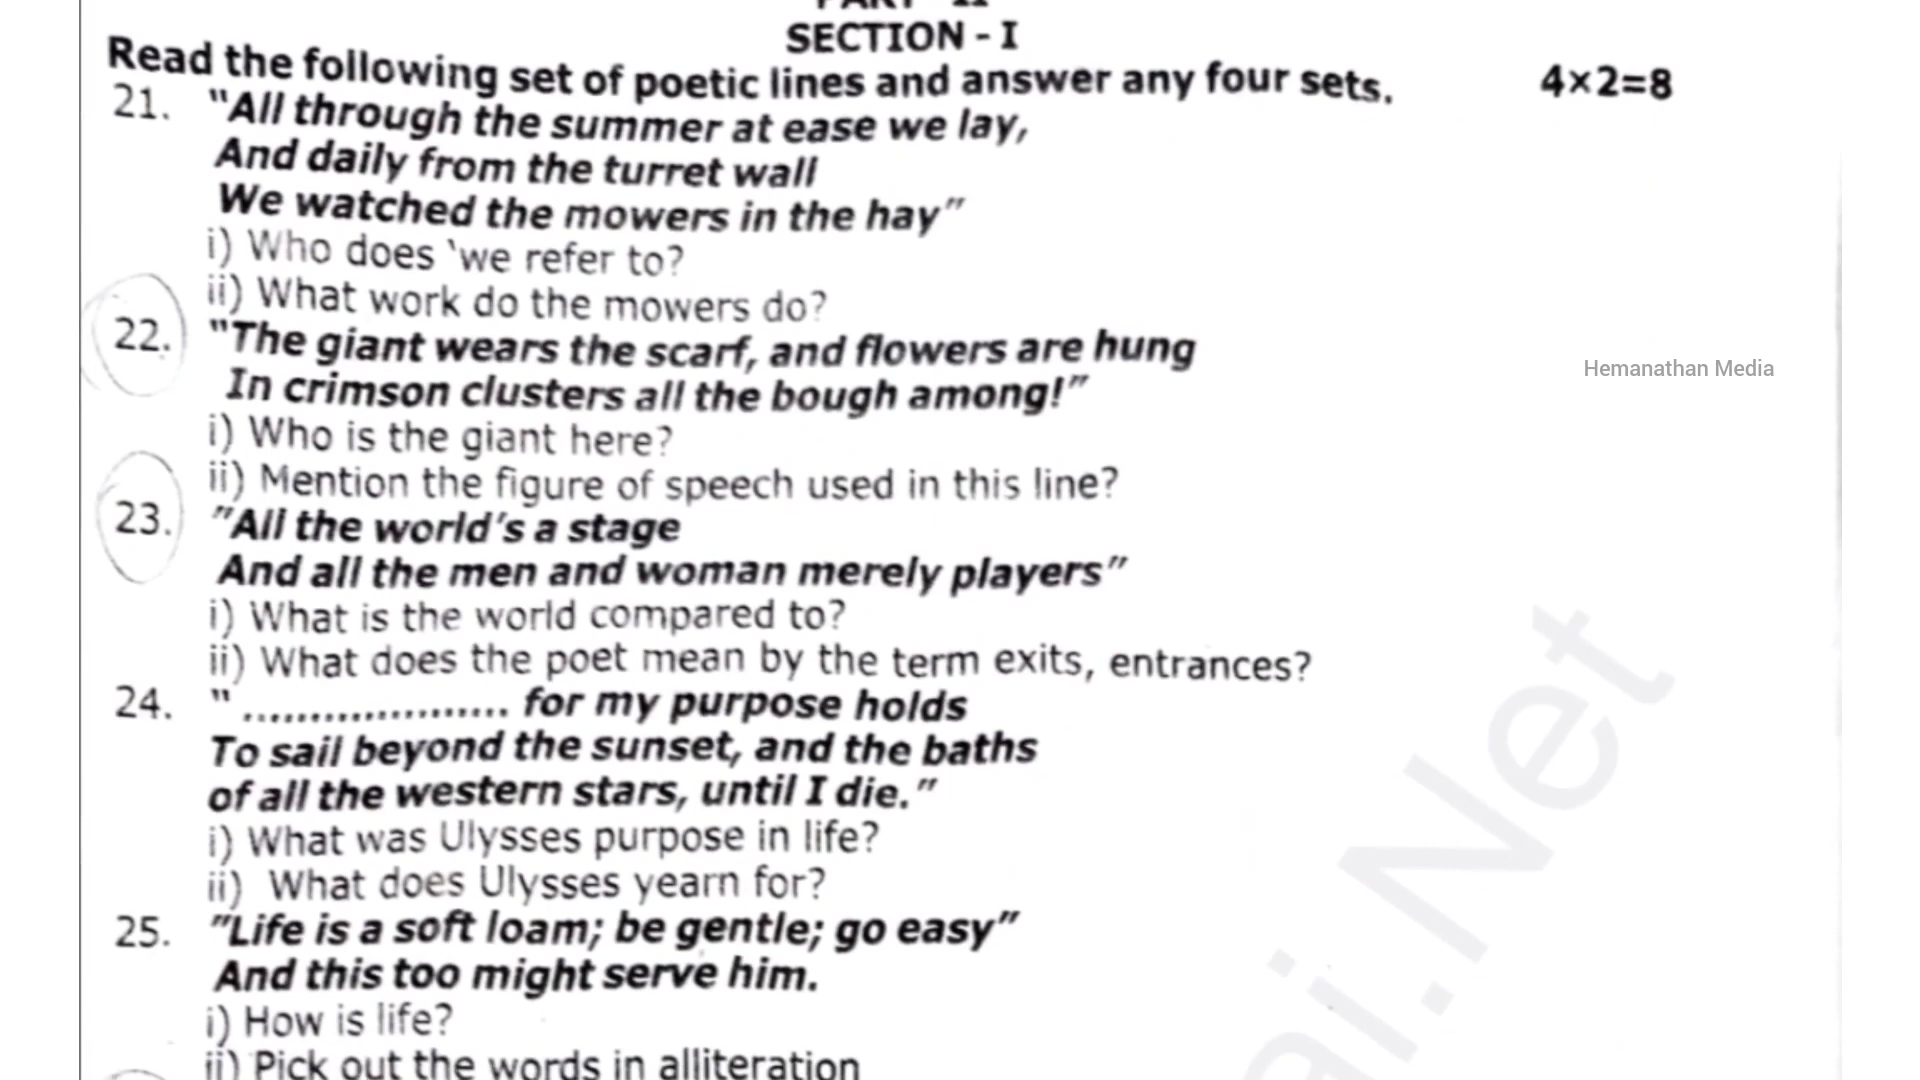 SECTION - I
Read the following set of poetic lines and answer any four sets. 4×2=8
21. "All through the summer at ease we lay,
And daily from the turret wall
We watched the mowers in the hay"
i) Who does 'we refer to?
ii) What work do the mowers do?
22. "The giant wears the scarf, and flowers are hung
In crimson clusters all the bough among!"
Hemanathan Media
i) Who is the giant here?
ii) Mention the figure of speech used in this line?
23. "All the world's a stage
And all the men and woman merely players"
i) What is the world compared to?
ii) What does the poet mean by the term exits, entrances?
24. " .................... for my purpose holds
To sail beyond the sunset, and the baths
of all the western stars, until I die."
i) What was Ulysses purpose in life?
ii) What does Ulysses yearn for?
25. "Life is a soft loam; be gentle; go easy"
And this too might serve him.
i) How is life?
ii) Pick out the words in alliteration
ai.Net